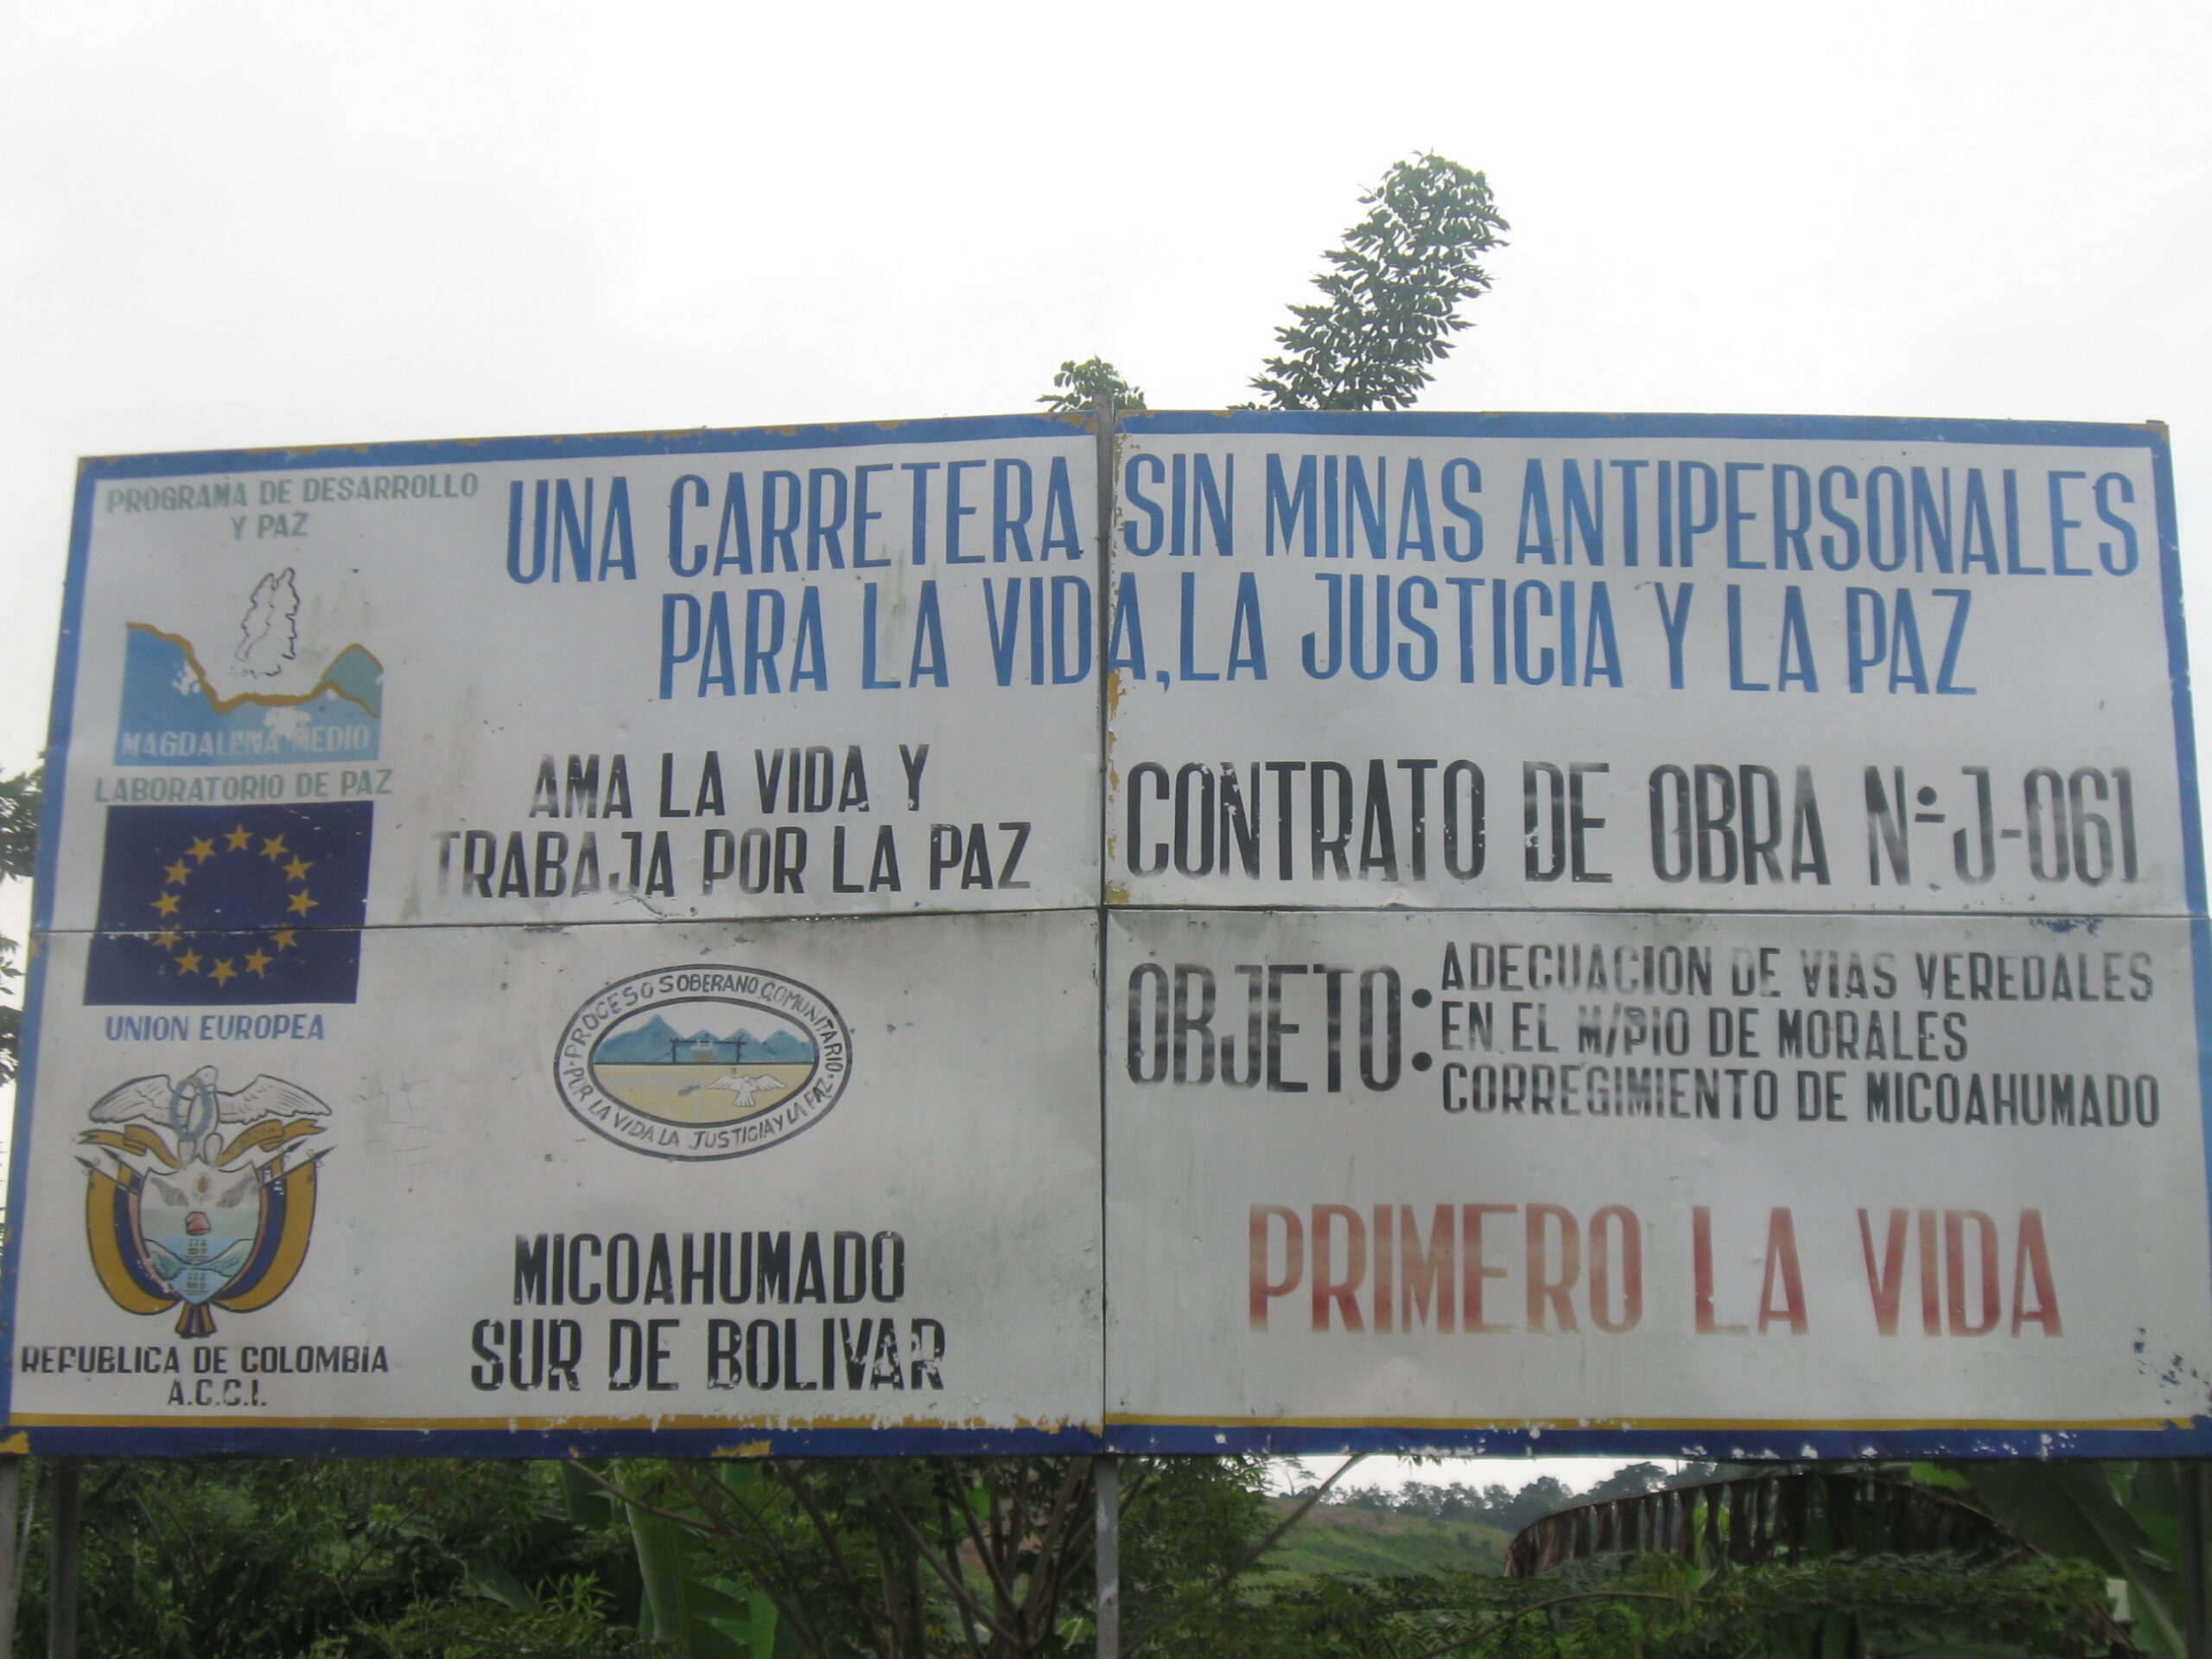 PROGRAMA DE DESARROLLO
Y PAZ
MAGDALENA MEDIO
LABORATORIO DE PAZ
UNION EUROPEA
REPUBLICA DE COLOMBIA
A.C.C.I.
UNA CARRETERA SIN MINAS ANTIPERSONALES
PARA LA VIDA, LA JUSTICIA Y LA PAZ
AMA LA VIDA Y
TRABAJA POR LA PAZ
PROCESO SOBERANO COMUNITARIO
POR LA VIDA LA JUSTICIA Y LA PAZ
MICOAHUMADO
SUR DE BOLIVAR
CONTRATO DE OBRA Nº J-061
OBJETO: ADECUACION DE VIAS VEREDALES
EN EL M/PIO DE MORALES
CORREGIMIENTO DE MICOAHUMADO
PRIMERO LA VIDA